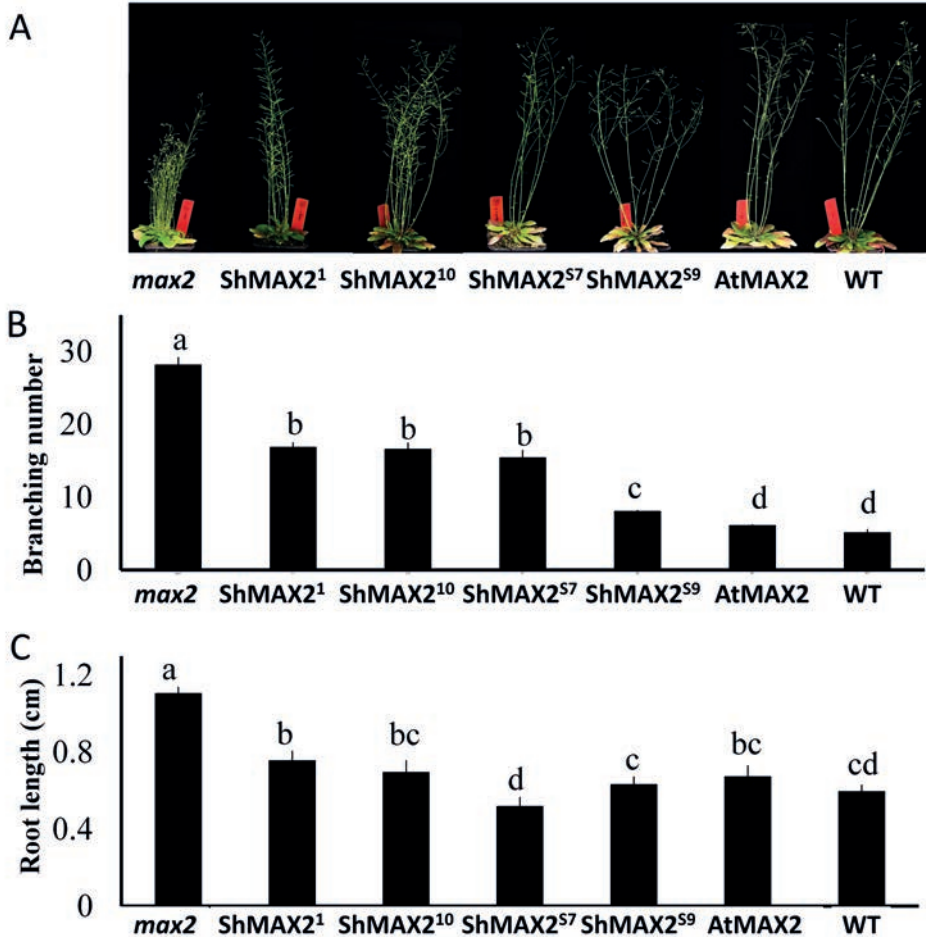 A
max2 ShMAX2¹ ShMAX2¹⁰ ShMAX2ˢ⁷ ShMAX2ˢ⁹ AtMAX2 WT
B
Branching number
30
20
10
0
a b b b c d d
max2 ShMAX2¹ ShMAX2¹⁰ ShMAX2ˢ⁷ ShMAX2ˢ⁹ AtMAX2 WT
C
Root length (cm)
1.2
0.8
0.4
0
a b bc d c bc cd
max2 ShMAX2¹ ShMAX2¹⁰ ShMAX2ˢ⁷ ShMAX2ˢ⁹ AtMAX2 WT